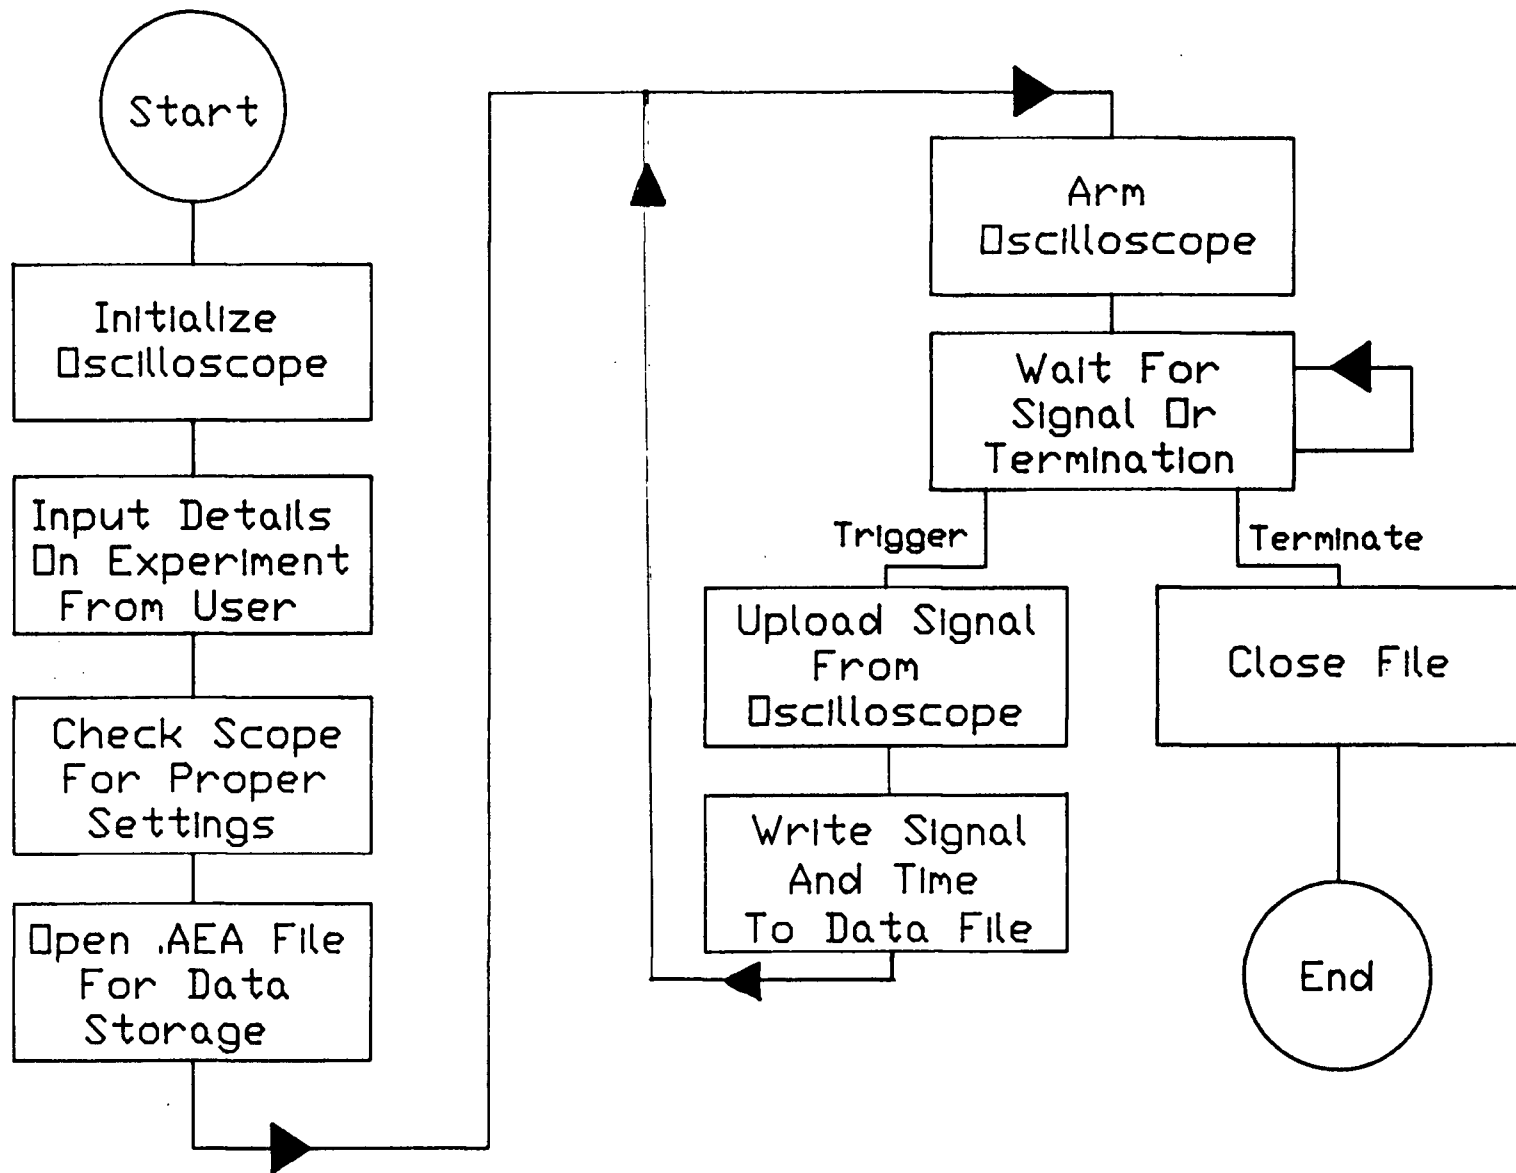 Start
Initialize
Oscilloscope
Input Details
On Experiment
From User
Check Scope
For Proper
Settings
Open .AEA File
For Data
Storage
Arm
Oscilloscope
Wait For
Signal Or
Termination
Trigger
Terminate
Upload Signal
From
Oscilloscope
Write Signal
And Time
To Data File
Close File
End